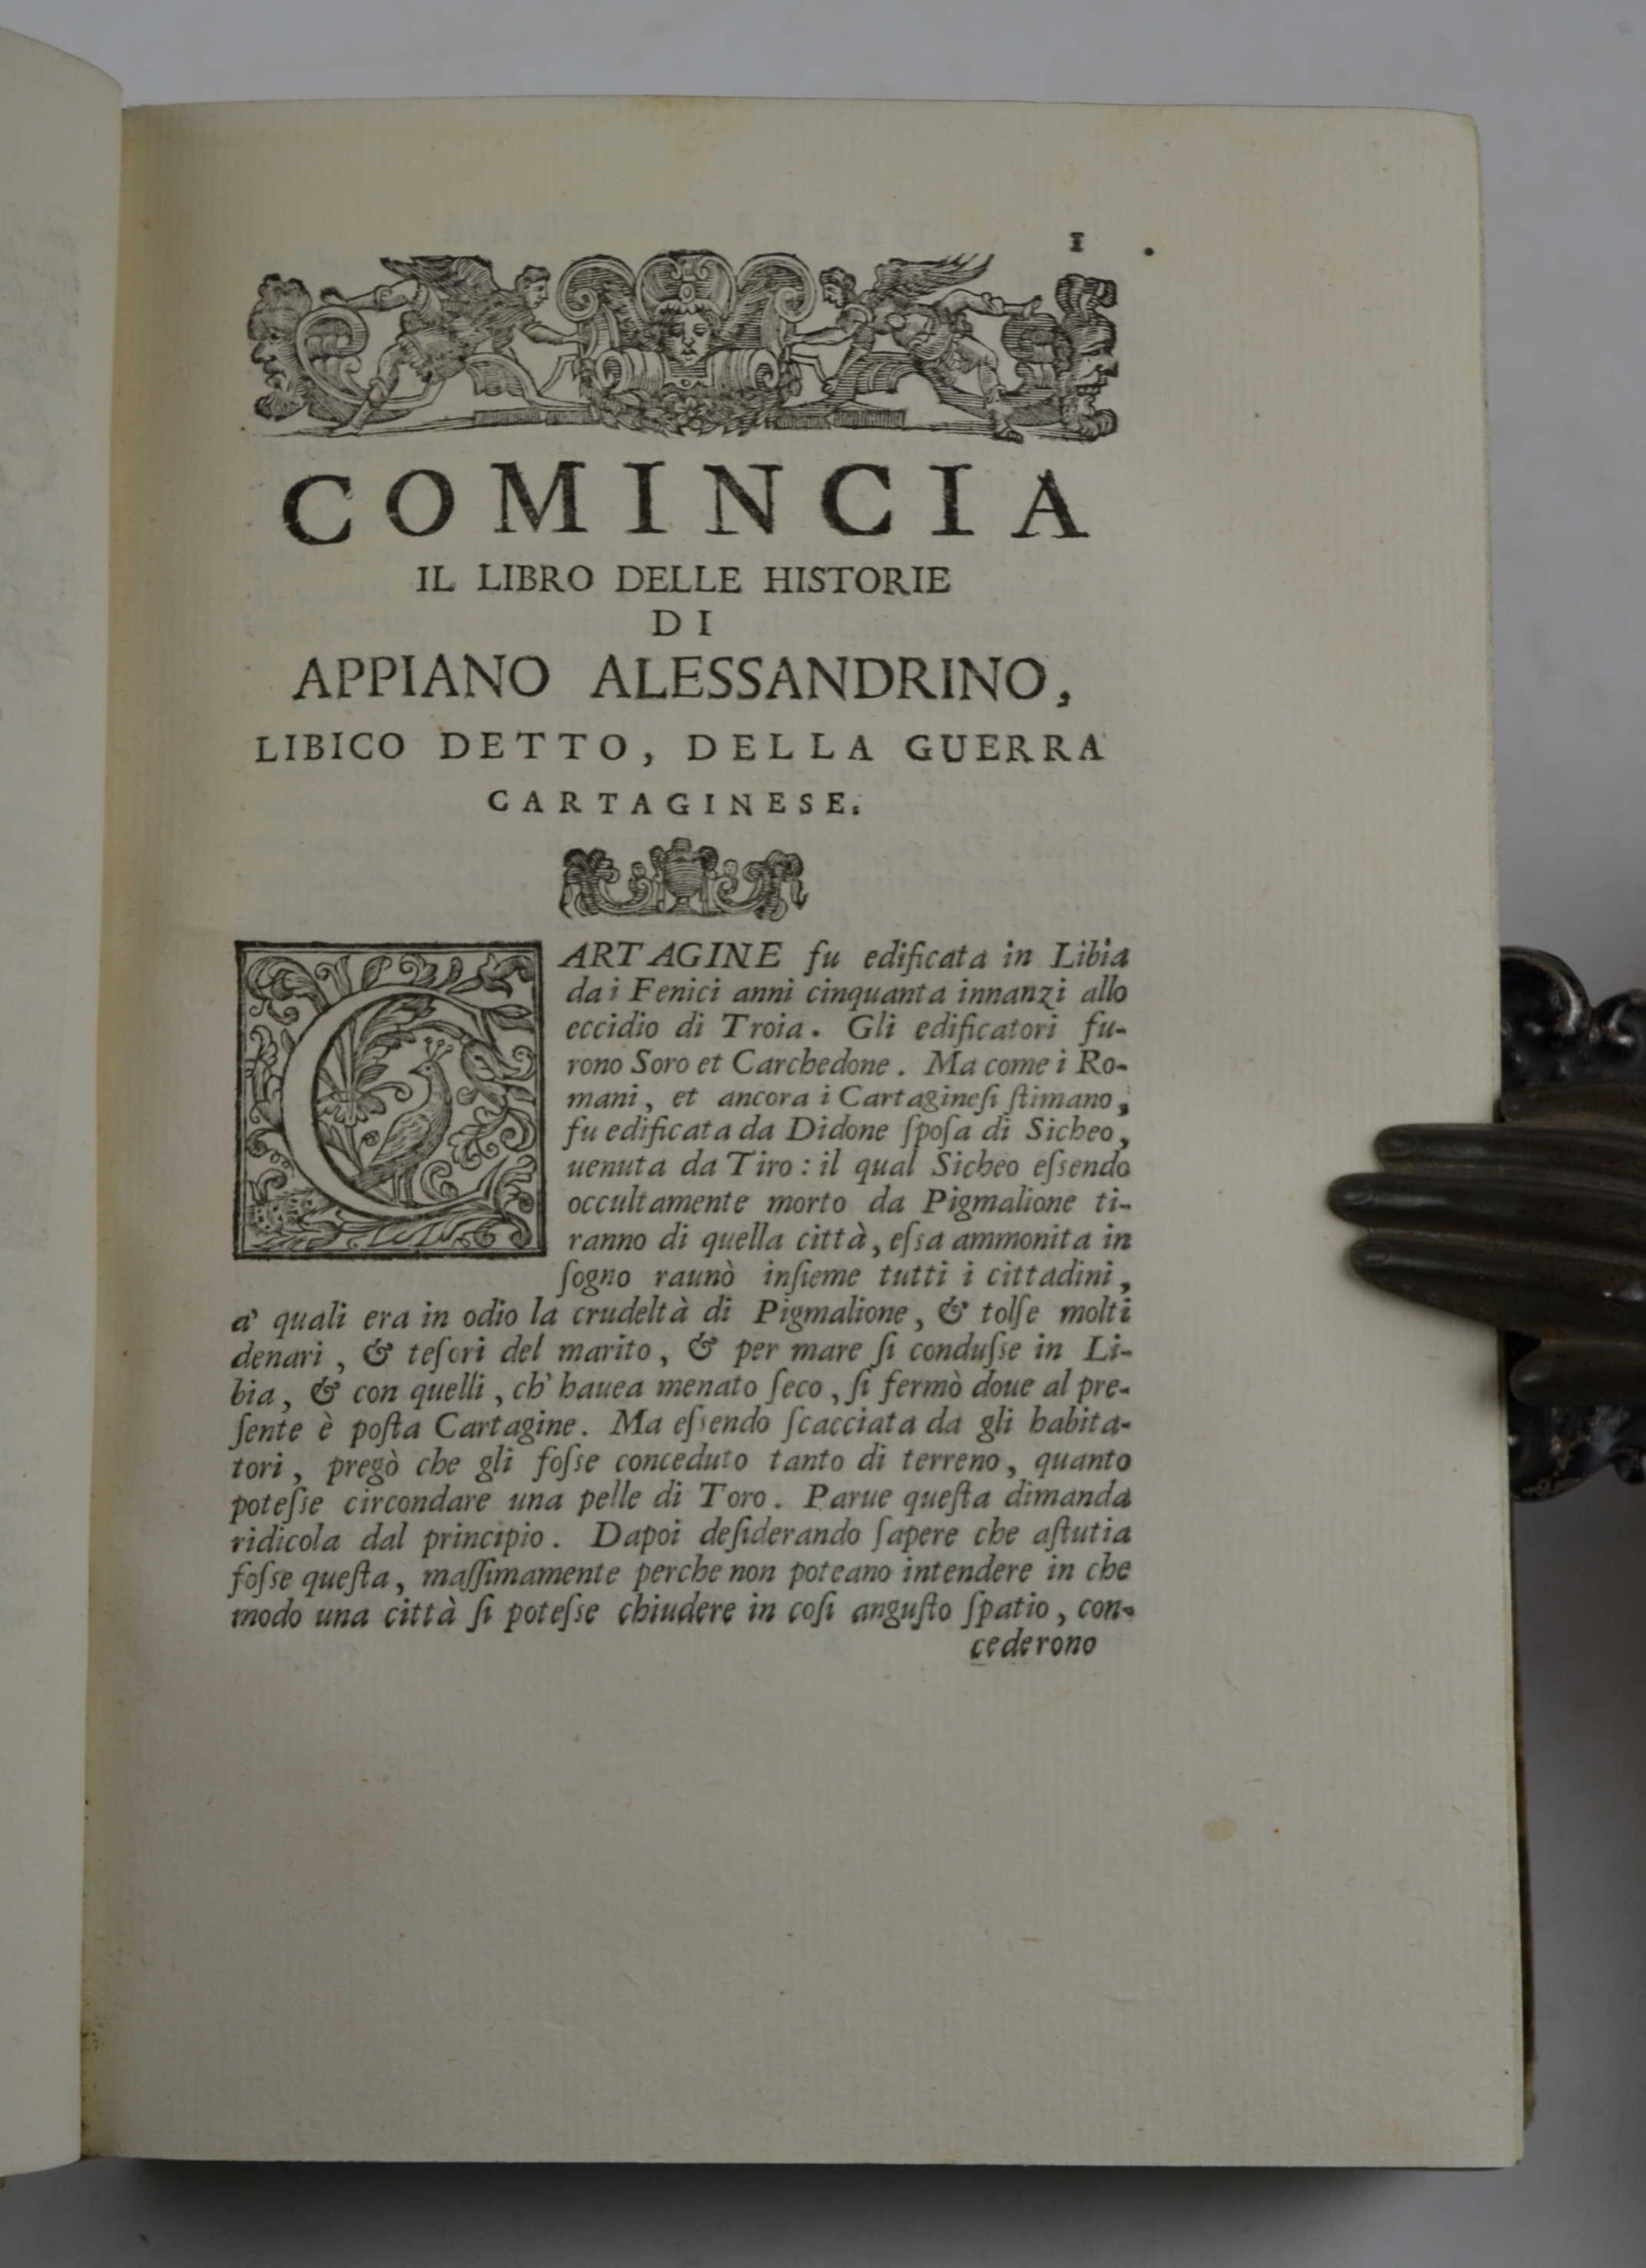 1
COMINCIA
IL LIBRO DELLE HISTORIE
DI
APPIANO ALESSANDRINO,
LIBICO DETTO, DELLA GUERRA
CARTAGINESE.
CARTAGINE fu edificata in Libia
da i Fenici anni cinquanta innanzi allo
eccidio di Troia. Gli edificatori fu-
rono Soro et Carchedone. Ma come i Ro-
mani, et ancora i Cartagineſi ſtimano,
fu edificata da Didone ſpoſa di Sicheo,
uenuta da Tiro: il qual Sicheo eſsendo
occultamente morto da Pigmalione ti-
ranno di quella città, eſsa ammonita in
ſogno raunò inſieme tutti i cittadini,
a' quali era in odio la crudeltà di Pigmalione, & tolſe molti
denari, & teſori del marito, & per mare ſi conduſse in Li-
bia, & con quelli, ch' hauea menato ſeco, ſi fermò doue al pre-
ſente è poſta Cartagine. Ma eſsendo ſcacciata da gli habita-
tori, pregò che gli foſse conceduto tanto di terreno, quanto
poteſse circondare una pelle di Toro. Parue queſta dimanda
ridicola dal principio. Dapoi deſiderando ſapere che aſtutia
foſse queſta, maſſimamente perche non poteano intendere in che
modo una città ſi poteſse chiudere in coſi anguſto ſpatio, con-
cederono